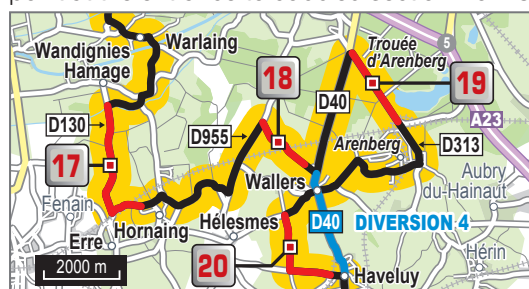 Wandignies
Hamage
Warlaing
Trouée
d'Arenberg
5
18
19
D40
D130
D955
A23
D313
Arenberg
17
Aubry
du-Hainaut
Wallers
Fenain
Hornaing
Hélesmes
D40
DIVERSION 4
Erre
20
Hérin
2000 m
Haveluy